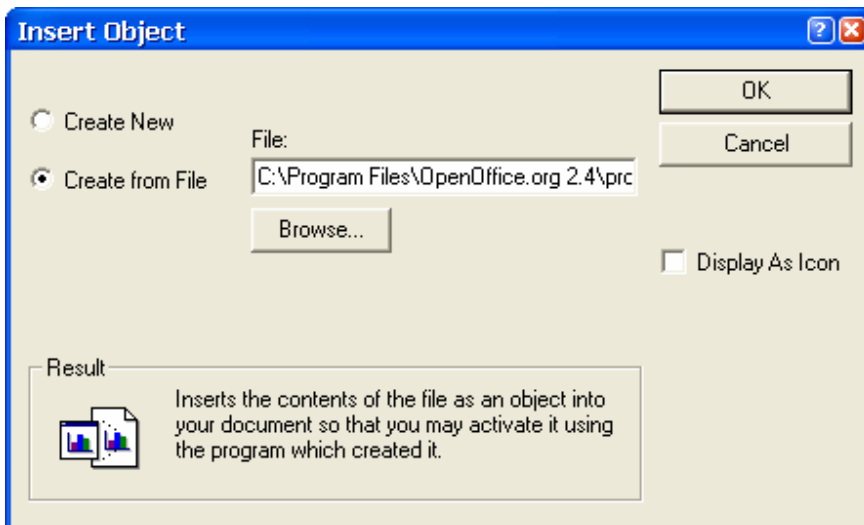 Insert Object
Create New
Create from File
File:
C:\Program Files\OpenOffice.org 2.4\prc
Browse...
OK
Cancel
Display As Icon
Result
Inserts the contents of the file as an object into
your document so that you may activate it using
the program which created it.